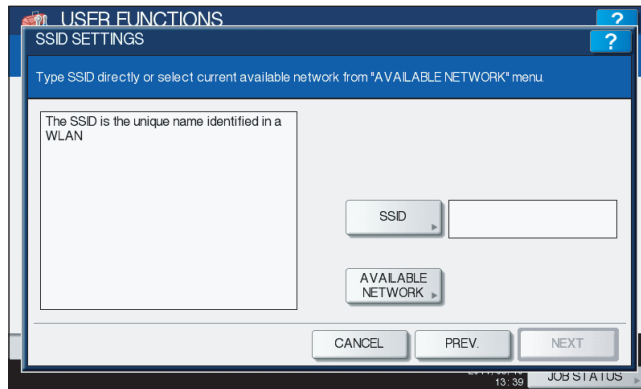 USER FUNCTIONS
?
SSID SETTINGS
?
Type SSID directly or select current available network from "AVAILABLE NETWORK" menu.
The SSID is the unique name identified in a
WLAN
SSID
AVAILABLE
NETWORK
CANCEL
PREV.
NEXT
13:39
JOB STATUS